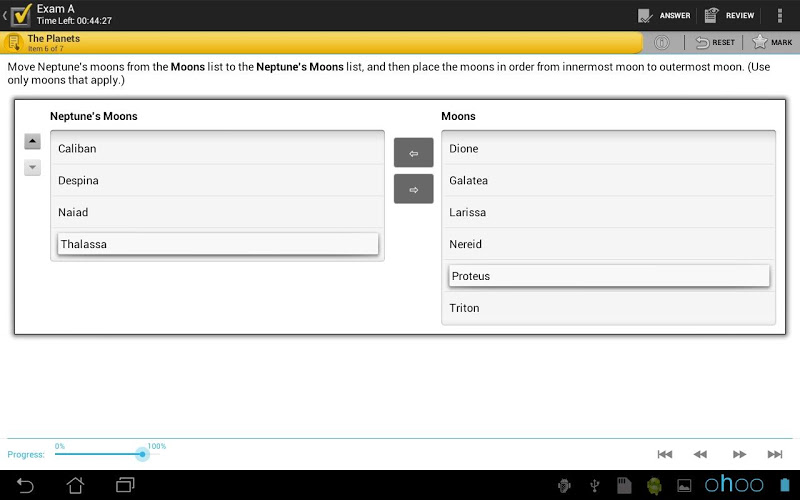 Exam A
Time Left: 00:44:27
ANSWER
REVIEW
The Planets
Item 6 of 7
RESET
MARK
Move Neptune's moons from the Moons list to the Neptune's Moons list, and then place the moons in order from innermost moon to outermost moon. (Use
only moons that apply.)
Neptune's Moons
Caliban
Despina
Naiad
Thalassa
Moons
Dione
Galatea
Larissa
Nereid
Proteus
Triton
Progress:
0%
100%
ohoo